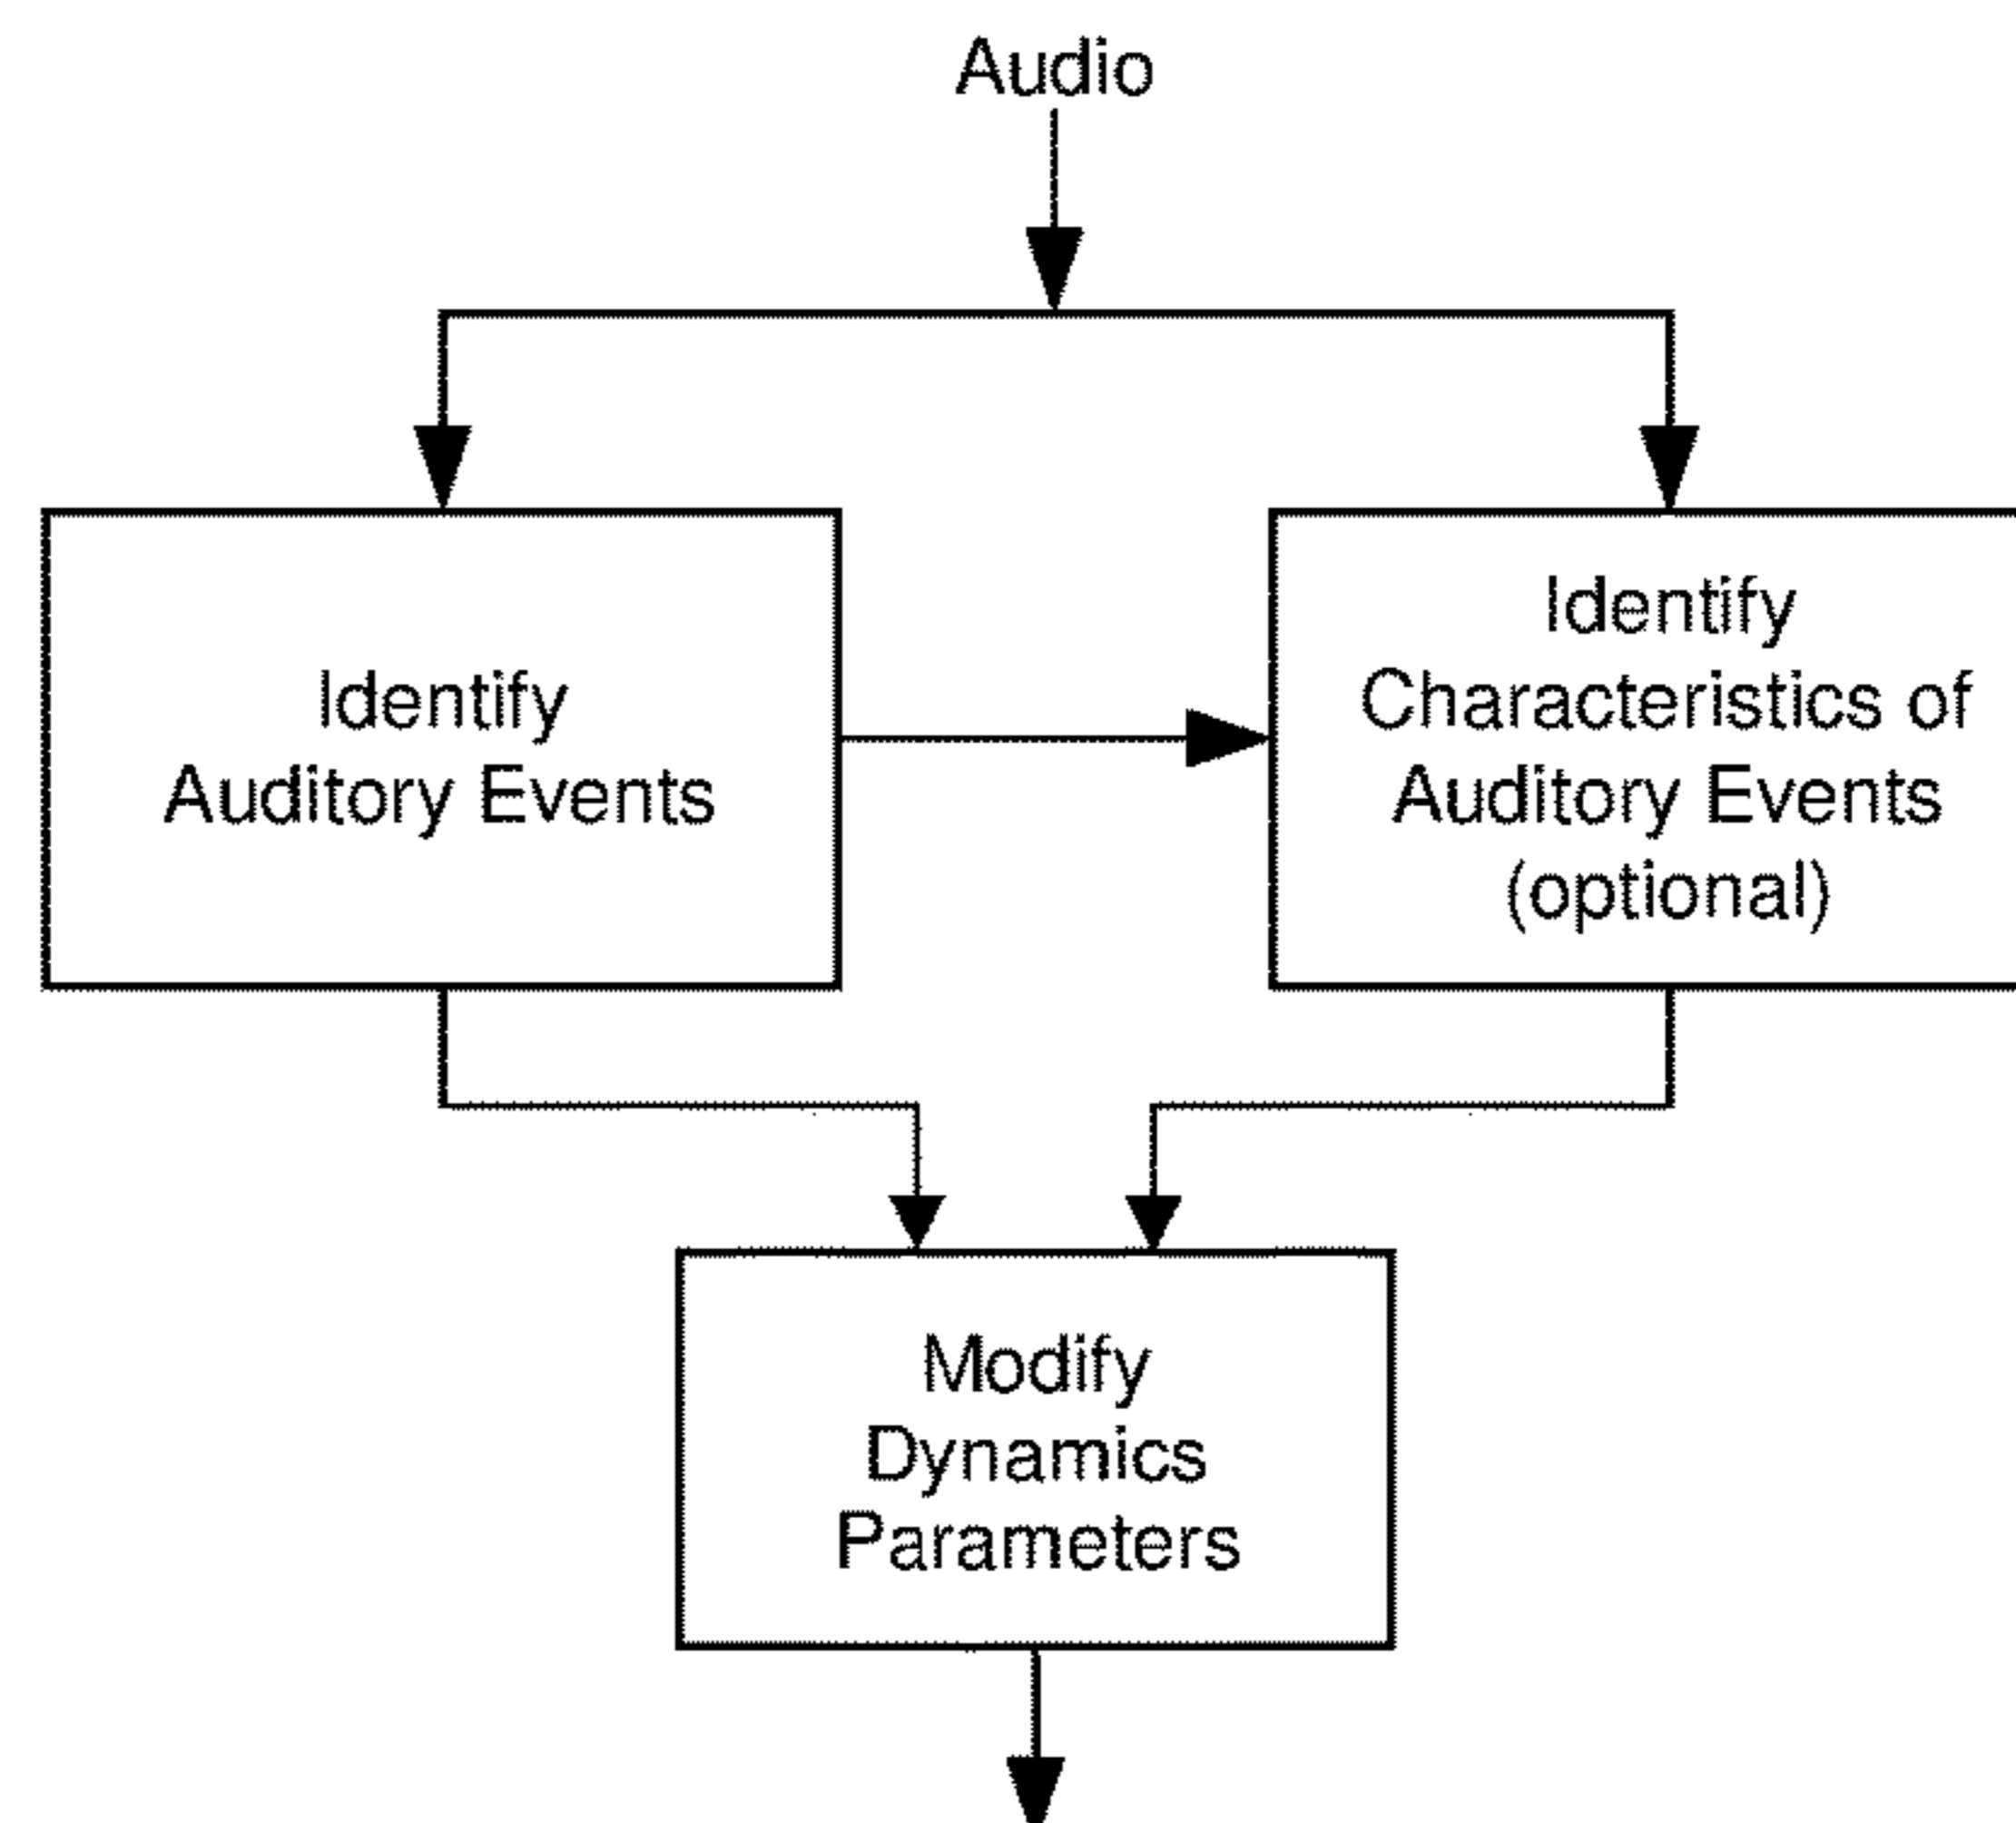 Audio
Identify
Auditory Events
Identify
Characteristics of
Auditory Events
(optional)
Modify
Dynamics
Parameters